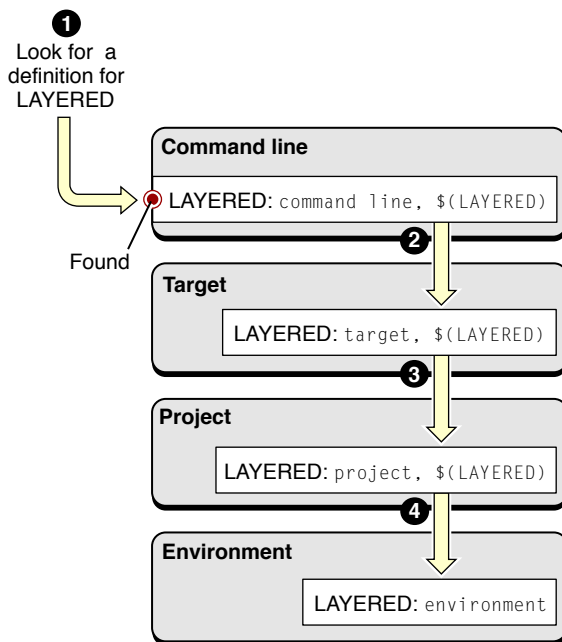 1
Look for a
definition for
LAYERED
Command line
LAYERED: command line, $(LAYERED)
Found
2
Target
LAYERED: target, $(LAYERED)
3
Project
LAYERED: project, $(LAYERED)
4
Environment
LAYERED: environment